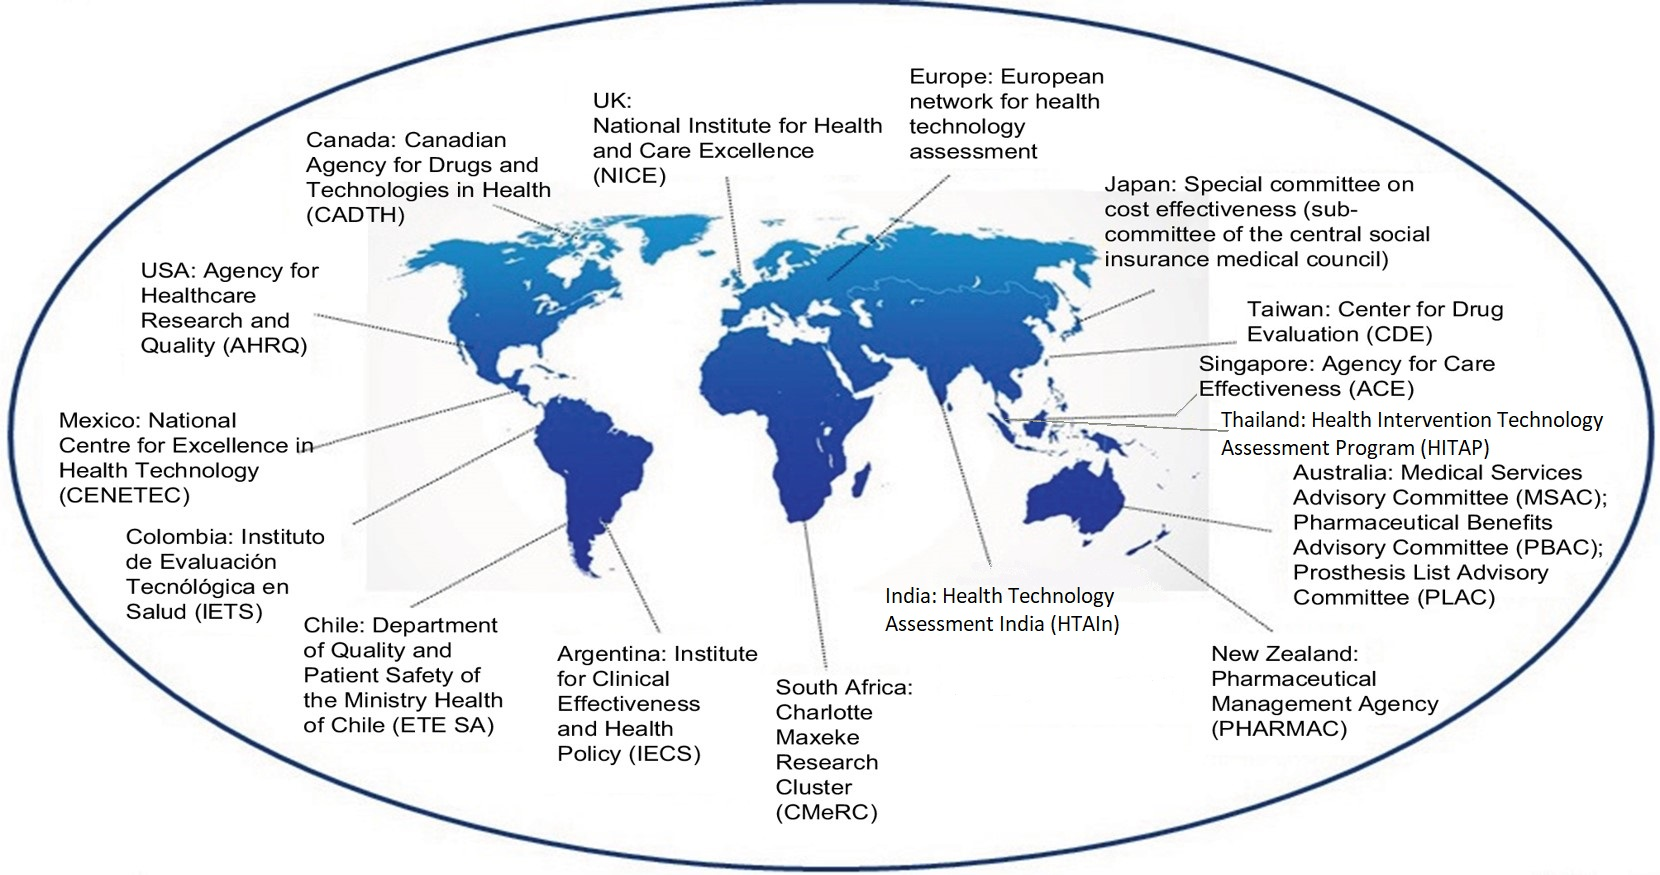 Europe: European
network for health
technology
assessment
UK:
National Institute for Health
and Care Excellence
(NICE)
Canada: Canadian
Agency for Drugs and
Technologies in Health
(CADTH)
Japan: Special committee on
cost effectiveness (sub-
committee of the central social
insurance medical council)
USA: Agency for
Healthcare
Research and
Quality (AHRQ)
Taiwan: Center for Drug
Evaluation (CDE)
Singapore: Agency for Care
Effectiveness (ACE)
Thailand: Health Intervention Technology
Assessment Program (HITAP)
Mexico: National
Centre for Excellence in
Health Technology
(CENETEC)
Australia: Medical Services
Advisory Committee (MSAC);
Pharmaceutical Benefits
Advisory Committee (PBAC);
Prosthesis List Advisory
Committee (PLAC)
Colombia: Instituto
de Evaluación
Tecnólógica en
Salud (IETS)
India: Health Technology
Assessment India (HTAIn)
Chile: Department
of Quality and
Patient Safety of
the Ministry Health
of Chile (ETE SA)
Argentina: Institute
for Clinical
Effectiveness
and Health
Policy (IECS)
South Africa:
Charlotte
Maxeke
Research
Cluster
(CMeRC)
New Zealand:
Pharmaceutical
Management Agency
(PHARMAC)